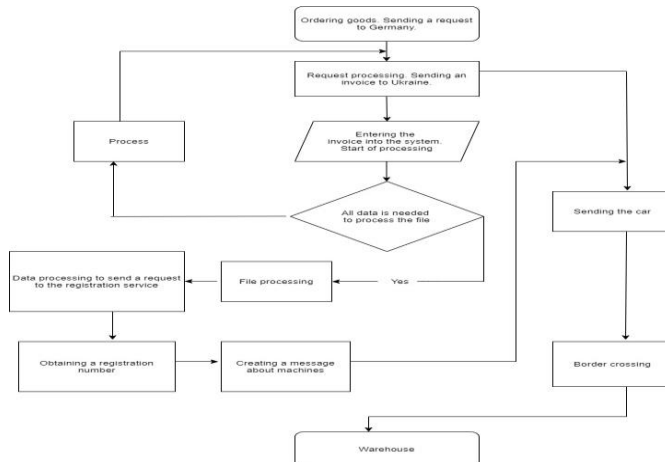 Ordering goods. Sending a request
to Germany.
Request processing. Sending an
invoice to Ukraine.
Process
Entering the
invoice into the system.
Start of processing
All data is needed
to process the file
Sending the car
Data processing to send a request
to the registration service
File processing
Yes
Obtaining a registration
number
Creating a message
about machines
Border crossing
Warehouse